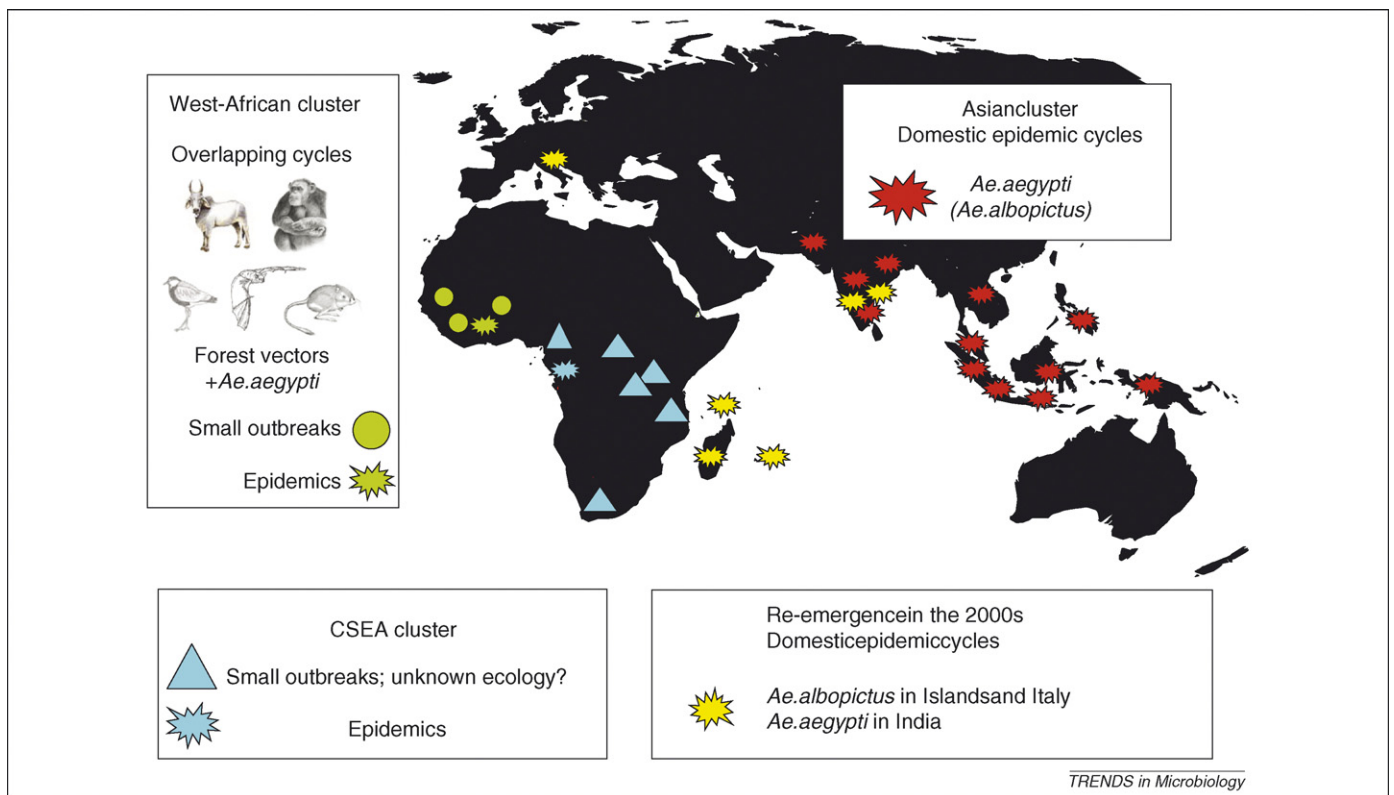 West-African cluster
Overlapping cycles
Forest vectors
+Ae.aegypti
Small outbreaks
Epidemics
Asiancluster
Domestic epidemic cycles
Ae.aegypti
(Ae.albopictus)
CSEA cluster
Small outbreaks; unknown ecology?
Epidemics
Re-emergencein the 2000s
Domesticepidemiccycles
Ae.albopictus in Islandsand Italy
Ae.aegypti in India
TRENDS in Microbiology